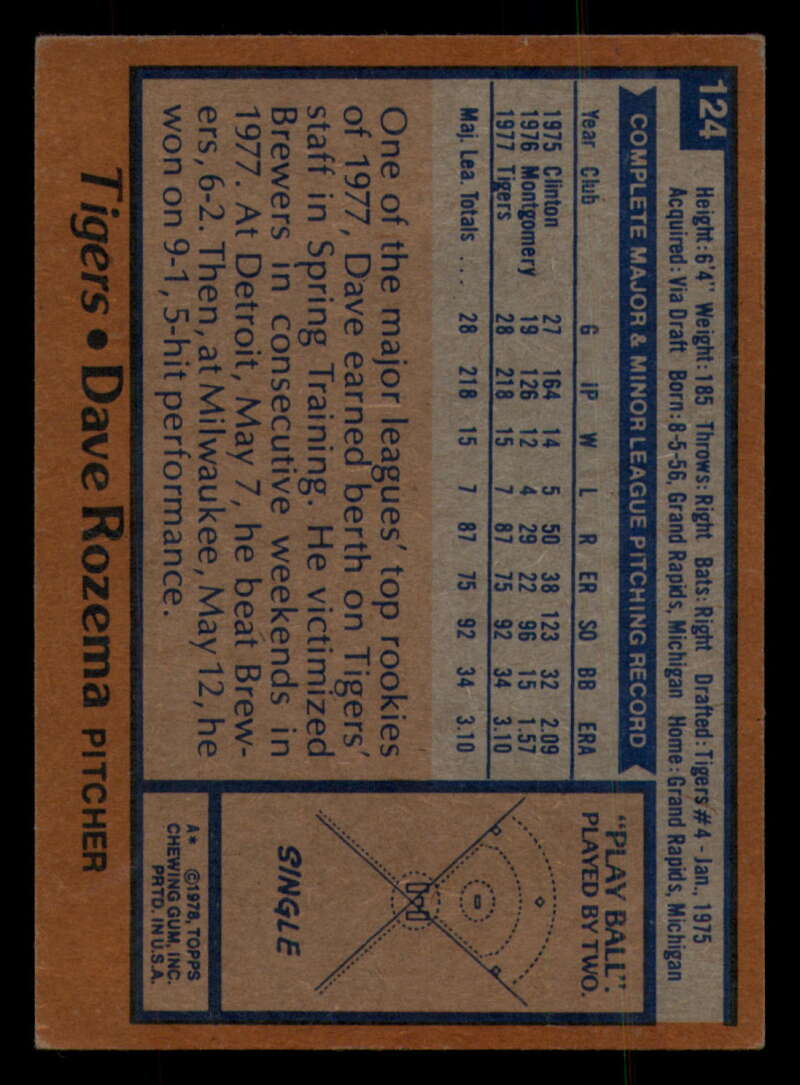 124
Height: 6'4" Weight: 185 Throws: Right Bats: Right Drafted: Tigers #4 - Jan., 1975
Acquired: Via Draft Born: 8-5-56, Grand Rapids, Michigan Home: Grand Rapids, Michigan
COMPLETE MAJOR & MINOR LEAGUE PITCHING RECORD
Year Club G IP W L R ER SO BB ERA
1975 Clinton 27 164 14 5 50 38 123 32 2.09
1976 Montgomery 19 126 12 4 29 22 96 15 1.57
1977 Tigers 28 218 15 7 87 75 92 34 3.10
Maj. Lea. Totals .... 28 218 15 7 87 75 92 34 3.10
One of the major leagues' top rookies
of 1977, Dave earned berth on Tigers'
staff in Spring Training. He victimized
Brewers in consecutive weekends in
1977. At Detroit, May 7, he beat Brew-
ers, 6-2. Then, at Milwaukee, May 12, he
won on 9-1, 5-hit performance.
"PLAY BALL".
PLAYED BY TWO.
SINGLE
A* ©1978, TOPPS
CHEWING GUM, INC.
PRTD. IN U.S.A.
Tigers • Dave Rozema PITCHER